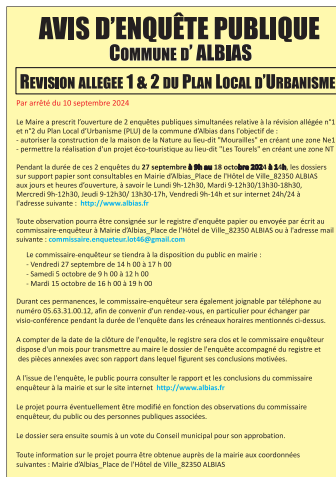 AVIS D'ENQUÊTE PUBLIQUE
COMMUNE D' ALBIAS
REVISION ALLEGEE 1 & 2 DU PLAN LOCAL D'URBANISME
Par arrêté du 10 septembre 2024
Le Maire a prescrit l'ouverture de 2 enquêtes publiques simultanées relative à la révision allégée n°1
et n°2 du Plan Local d'Urbanisme (PLU) de la commune d'Albias dans l'objectif de :
- autoriser la construction de la maison de la Nature au lieu-dit "Mourailles" en créant une zone Ne1
- permettre la réalisation d'un projet éco-touristique au lieu-dit "Les Tourels" en créant une zone NT
Pendant la durée de ces 2 enquêtes du 27 septembre à 9h au 18 octobre 2024 à 14h, les dossiers
sur support papier sont consultables en Mairie d'Albias_Place de l'Hôtel de Ville_82350 ALBIAS
aux jours et heures d'ouverture, à savoir le Lundi 9h-12h30, Mardi 9-12h30/13h30-18h30,
Mercredi 9h-12h30, Jeudi 9-12h30/ 13h30-17h, Vendredi 9h-14h et sur internet 24h/24 à
l'adresse suivante : http://www.albias.fr
Toute observation pourra être consignée sur le registre d'enquête papier ou envoyée par écrit au
commissaire-enquêteur à Mairie d'Albias_Place de l'Hôtel de Ville_82350 ALBIAS ou à l'adresse mail
suivante : commissaire.enqueteur.lot46@gmail.com
Le commissaire-enquêteur se tiendra à la disposition du public en mairie :
- Vendredi 27 septembre de 14 h 00 à 17 h 00
- Samedi 5 octobre de 9 h 00 à 12 h 00
- Mardi 15 octobre de 16 h 00 à 19 h 00
Durant ces permanences, le commissaire-enquêteur sera également joignable par téléphone au
numéro 05.63.31.00.12, afin de convenir d'un rendez-vous, en particulier pour échanger par
visio-conférence pendant la durée de l'enquête dans les créneaux horaires mentionnés ci-dessus.
A compter de la date de la clôture de l'enquête, le registre sera clos et le commissaire enquêteur
dispose d'un mois pour transmettre au maire le dossier de l'enquête accompagné du registre et
des pièces annexées avec son rapport dans lequel figurent ses conclusions motivées.
A l'issue de l'enquête, le public pourra consulter le rapport et les conclusions du commissaire
enquêteur à la mairie et sur le site internet http://www.albias.fr
Le projet pourra éventuellement être modifié en fonction des observations du commissaire
enquêteur, du public ou des personnes publiques associées.
Le dossier sera ensuite soumis à un vote du Conseil municipal pour son approbation.
Toute information sur le projet pourra être obtenue auprès de la mairie aux coordonnées
suivantes : Mairie d'Albias_Place de l'Hôtel de Ville_82350 ALBIAS